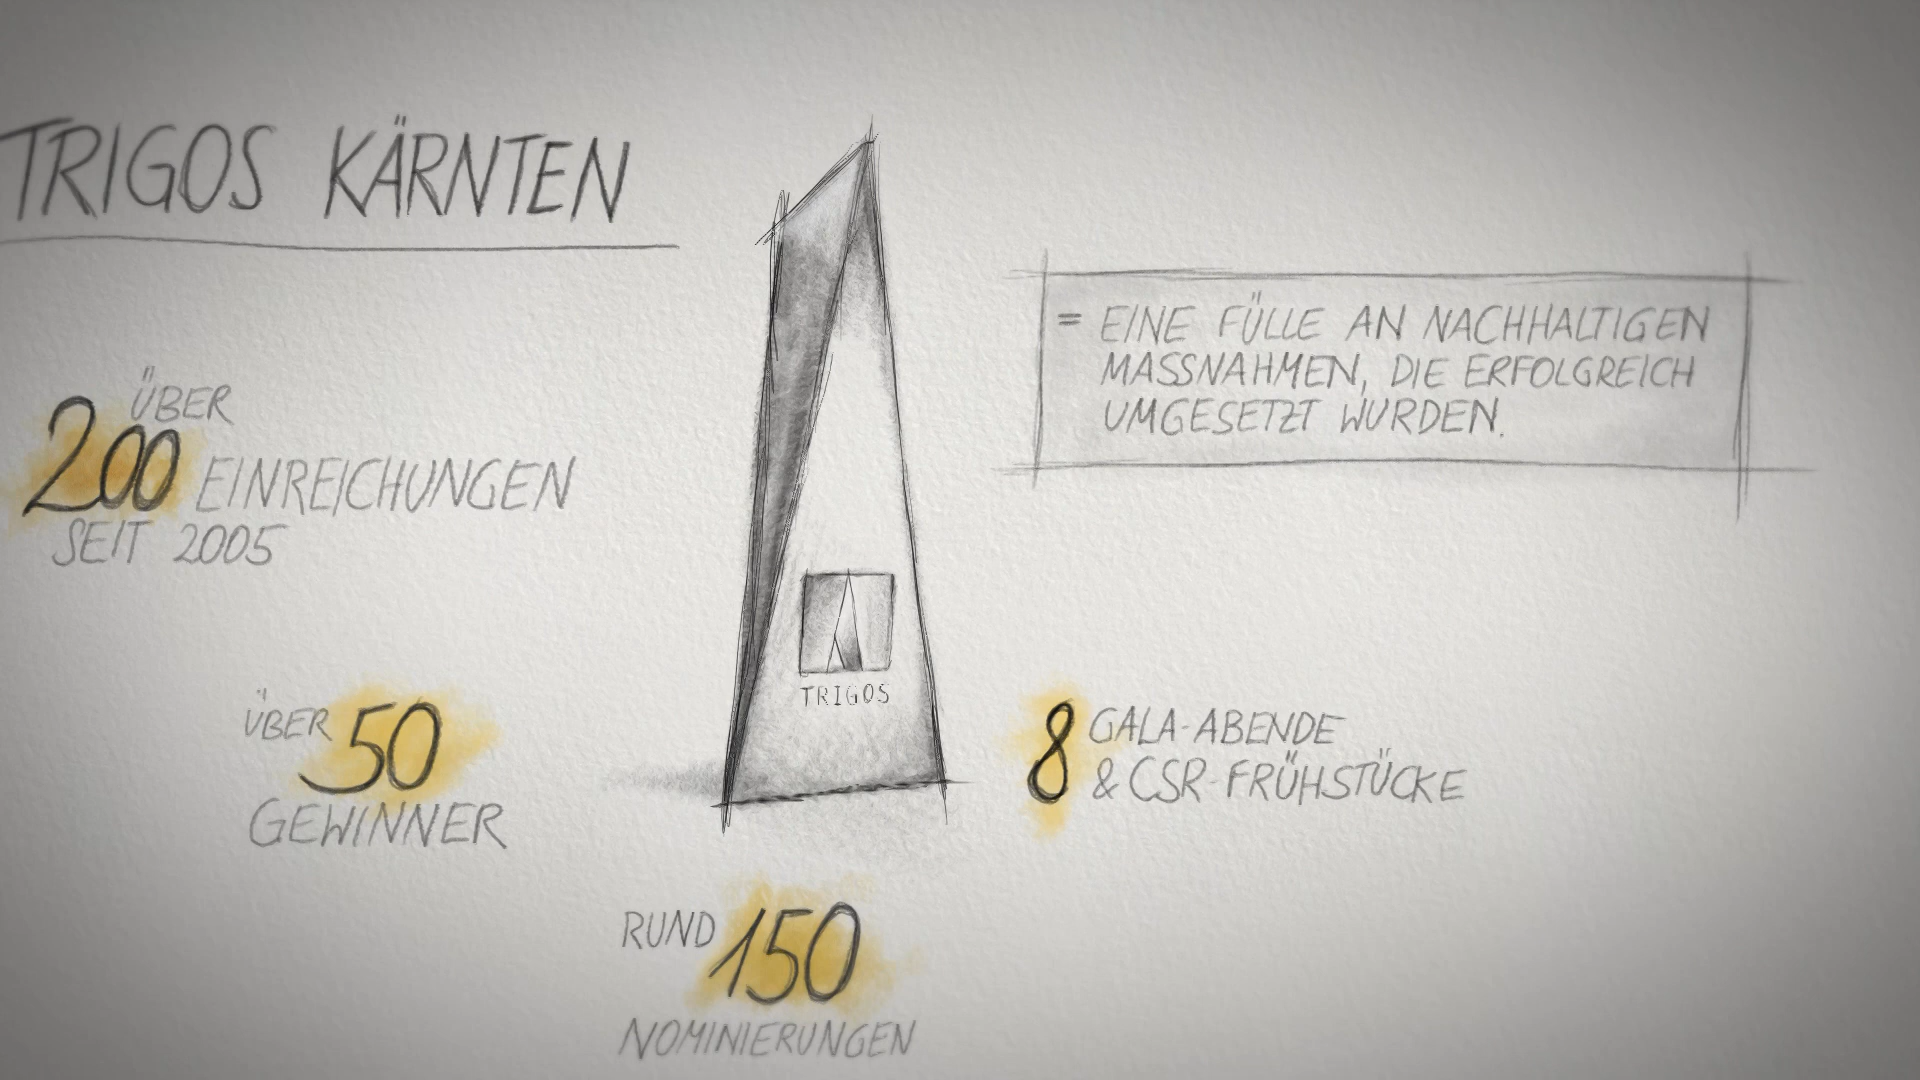 TRIGOS KÄRNTEN
ÜBER
200 EINREICHUNGEN
SEIT 2005
ÜBER 50
GEWINNER
RUND 150
NOMINIERUNGEN
TRIGOS
= EINE FÜLLE AN NACHHALTIGEN
MASSNAHMEN, DIE ERFOLGREICH
UMGESETZT WURDEN.
8 GALA-ABENDE
& CSR-FRÜHSTÜCKE